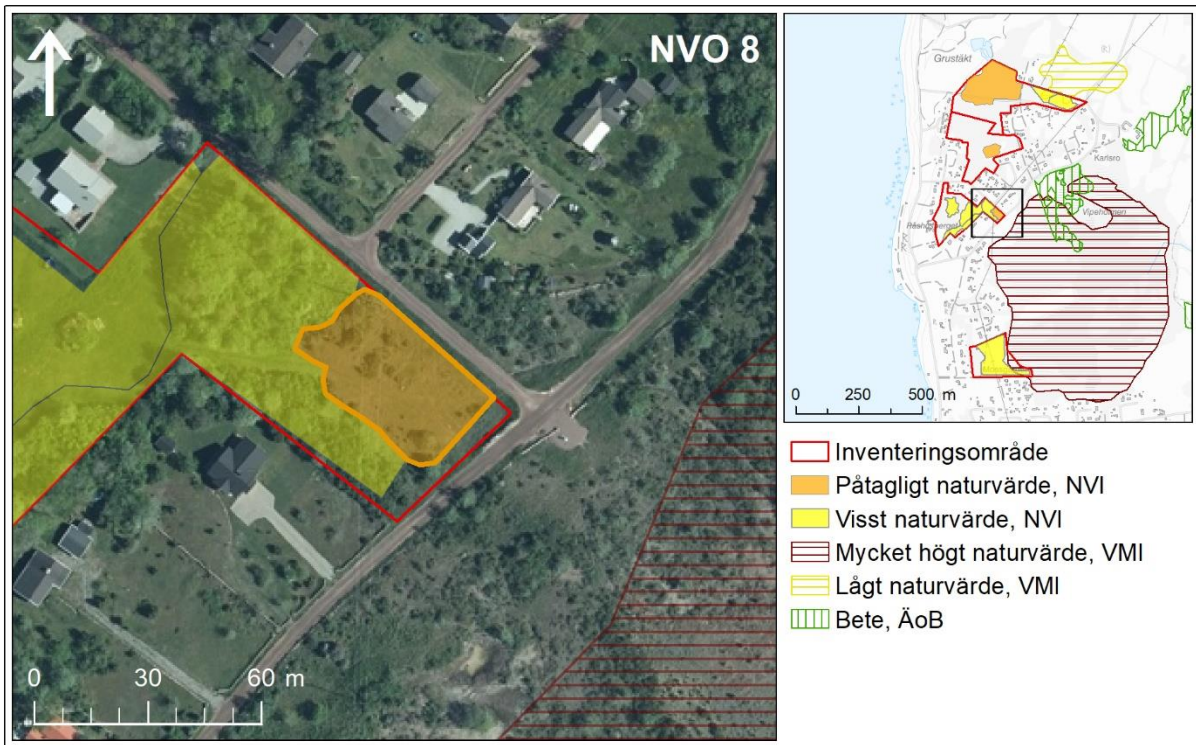 NVO 8
0 30 60 m
Grustäkt
Karlsro
Vipeholmen
0 250 500 m
Inventeringsområde
Påtagligt naturvärde, NVI
Visst naturvärde, NVI
Mycket högt naturvärde, VMI
Lågt naturvärde, VMI
Bete, ÄoB